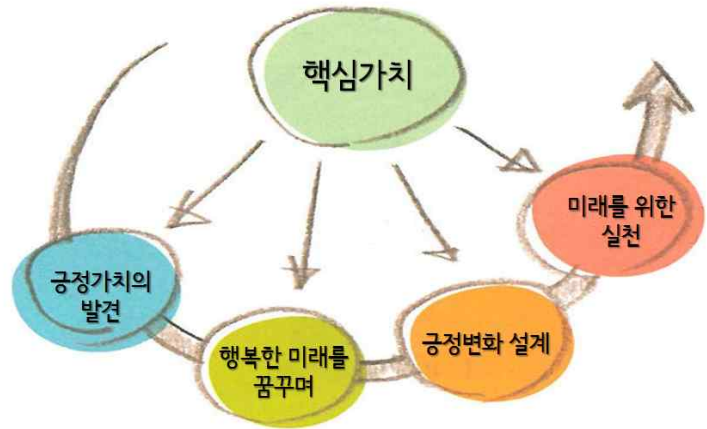 핵심가치
미래를 위한
실천
긍정가치의
발견
행복한 미래를
꿈꾸며
긍정변화 설계